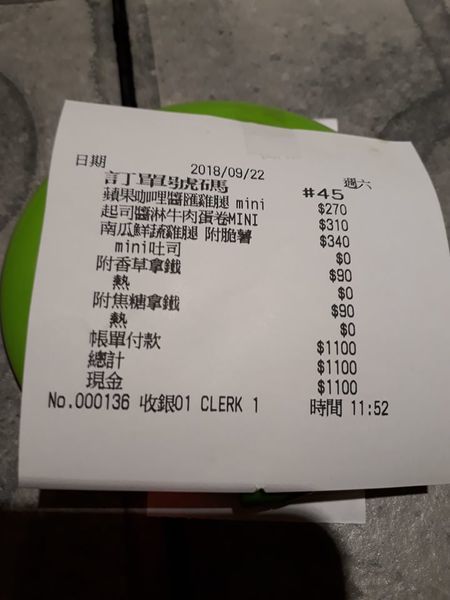 日期 2018/09/22 週六
訂單號碼 #45
蘋果咖哩醬匯雞腿 mini $270
起司醬淋牛肉蛋卷MINI $310
南瓜鮮蔬雞腿 附脆薯 $340
mini吐司 $0
附香草拿鐵 $90
熱 $0
附焦糖拿鐵 $90
熱 $0
帳單付款 $1100
總計 $1100
現金 $1100
No.000136 收銀01 CLERK 1 時間 11:52